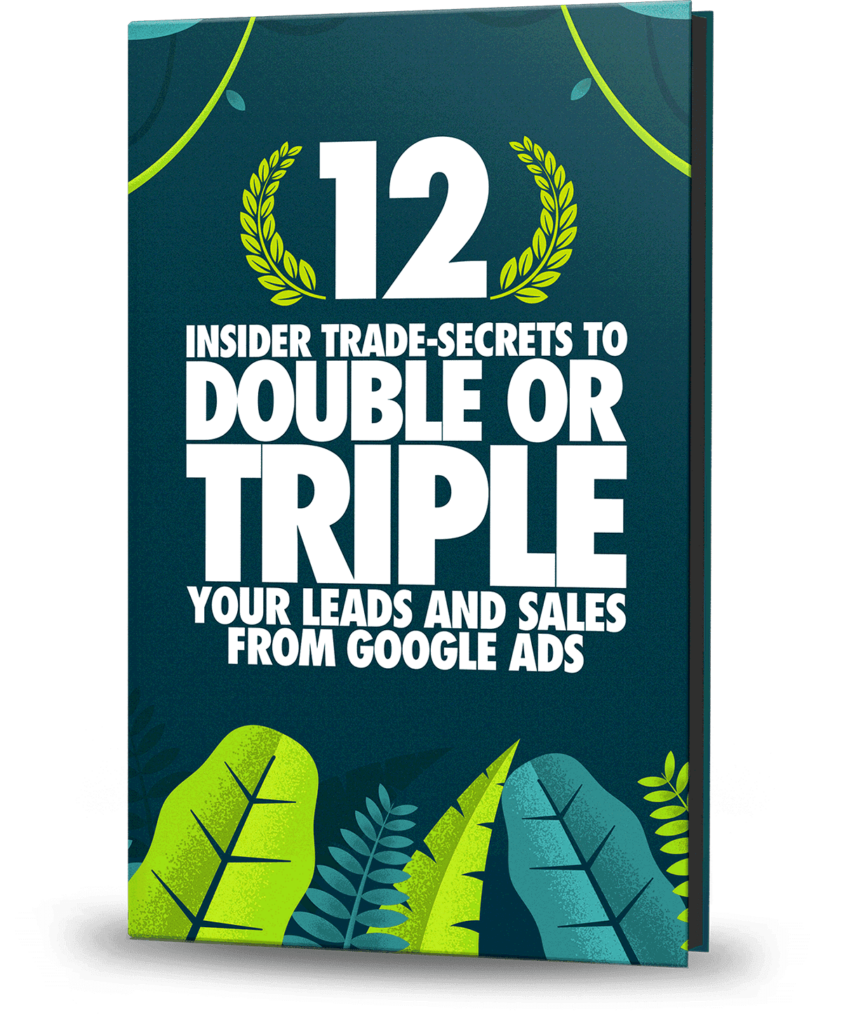 12
INSIDER TRADE-SECRETS TO
DOUBLE OR
TRIPLE
YOUR LEADS AND SALES
FROM GOOGLE ADS